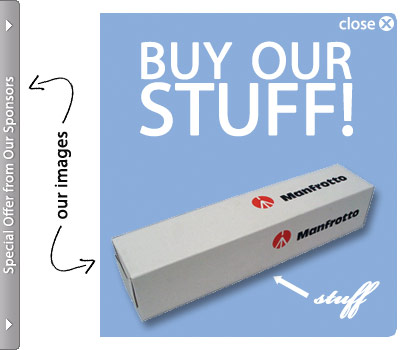 close X
BUY OUR
STUFF!
Special Offer from Our Sponsors
our images
Manfrotto
Manfrotto
stuff